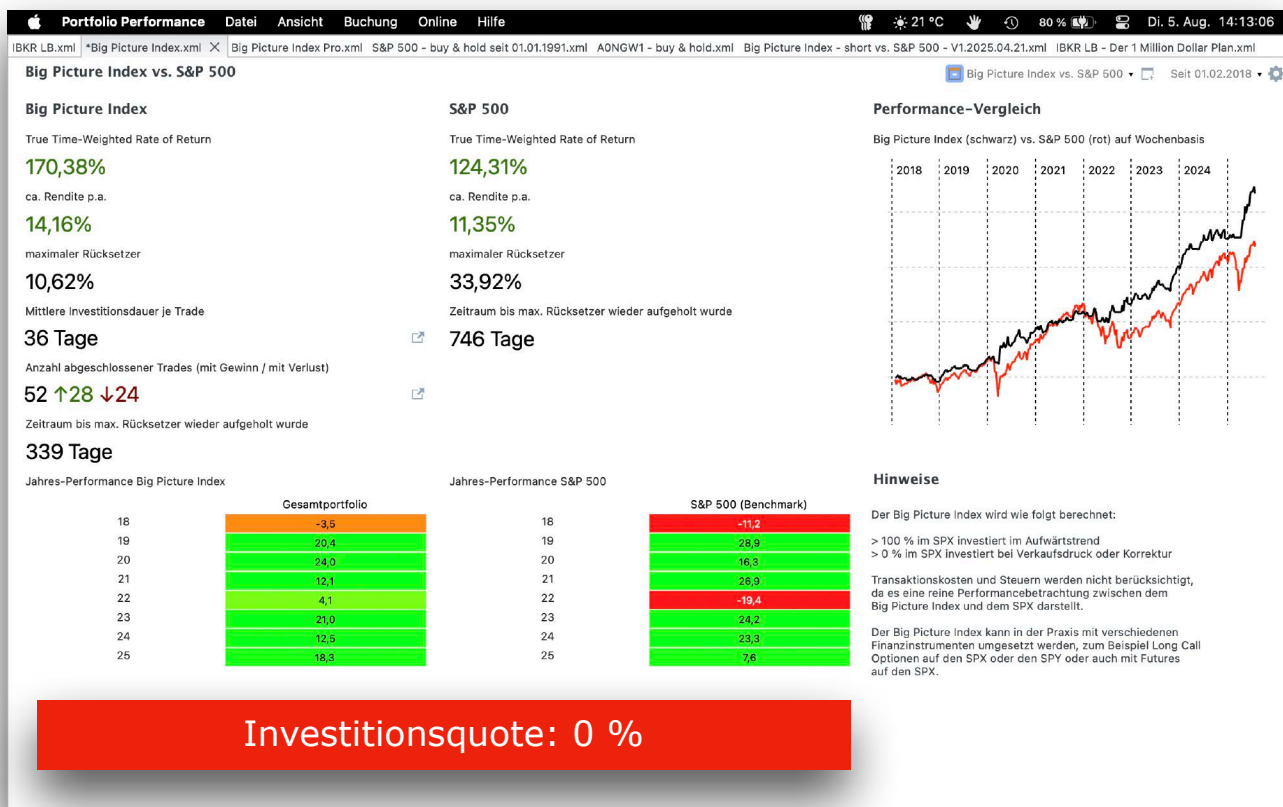 Portfolio Performance Datei Ansicht Buchung Online Hilfe 21 °C 80 % Di. 5. Aug. 14:13:06
IBKR LB.xml *Big Picture Index.xml Big Picture Index Pro.xml S&P 500 - buy & hold seit 01.01.1991.xml A0NGW1 - buy & hold.xml Big Picture Index - short vs. S&P 500 - V1.2025.04.21.xml IBKR LB - Der 1 Million Dollar Plan.xml
Big Picture Index vs. S&P 500
Big Picture Index vs. S&P 500 Seit 01.02.2018
Big Picture Index
True Time-Weighted Rate of Return
170,38%
ca. Rendite p.a.
14,16%
maximaler Rücksetzer
10,62%
Mittlere Investitionsdauer je Trade
36 Tage
Anzahl abgeschlossener Trades (mit Gewinn / mit Verlust)
52 ↑28 ↓24
Zeitraum bis max. Rücksetzer wieder aufgeholt wurde
339 Tage
S&P 500
True Time-Weighted Rate of Return
124,31%
ca. Rendite p.a.
11,35%
maximaler Rücksetzer
33,92%
Zeitraum bis max. Rücksetzer wieder aufgeholt wurde
746 Tage
Performance-Vergleich
Big Picture Index (schwarz) vs. S&P 500 (rot) auf Wochenbasis
2018 2019 2020 2021 2022 2023 2024
Jahres-Performance Big Picture Index
Gesamtportfolio
18 -3,5
19 20,4
20 24,0
21 12,1
22 4,1
23 21,0
24 12,5
25 18,3
Jahres-Performance S&P 500
S&P 500 (Benchmark)
18 -11,2
19 28,9
20 16,3
21 26,9
22 -19,4
23 24,2
24 23,3
25 7,6
Hinweise
Der Big Picture Index wird wie folgt berechnet:
> 100 % im SPX investiert im Aufwärtstrend
> 0 % im SPX investiert bei Verkaufsdruck oder Korrektur
Transaktionskosten und Steuern werden nicht berücksichtigt,
da es eine reine Performancebetrachtung zwischen dem
Big Picture Index und dem SPX darstellt.
Der Big Picture Index kann in der Praxis mit verschiedenen
Finanzinstrumenten umgesetzt werden, zum Beispiel Long Call
Optionen auf den SPX oder den SPY oder auch mit Futures
auf den SPX.
Investitionsquote: 0 %